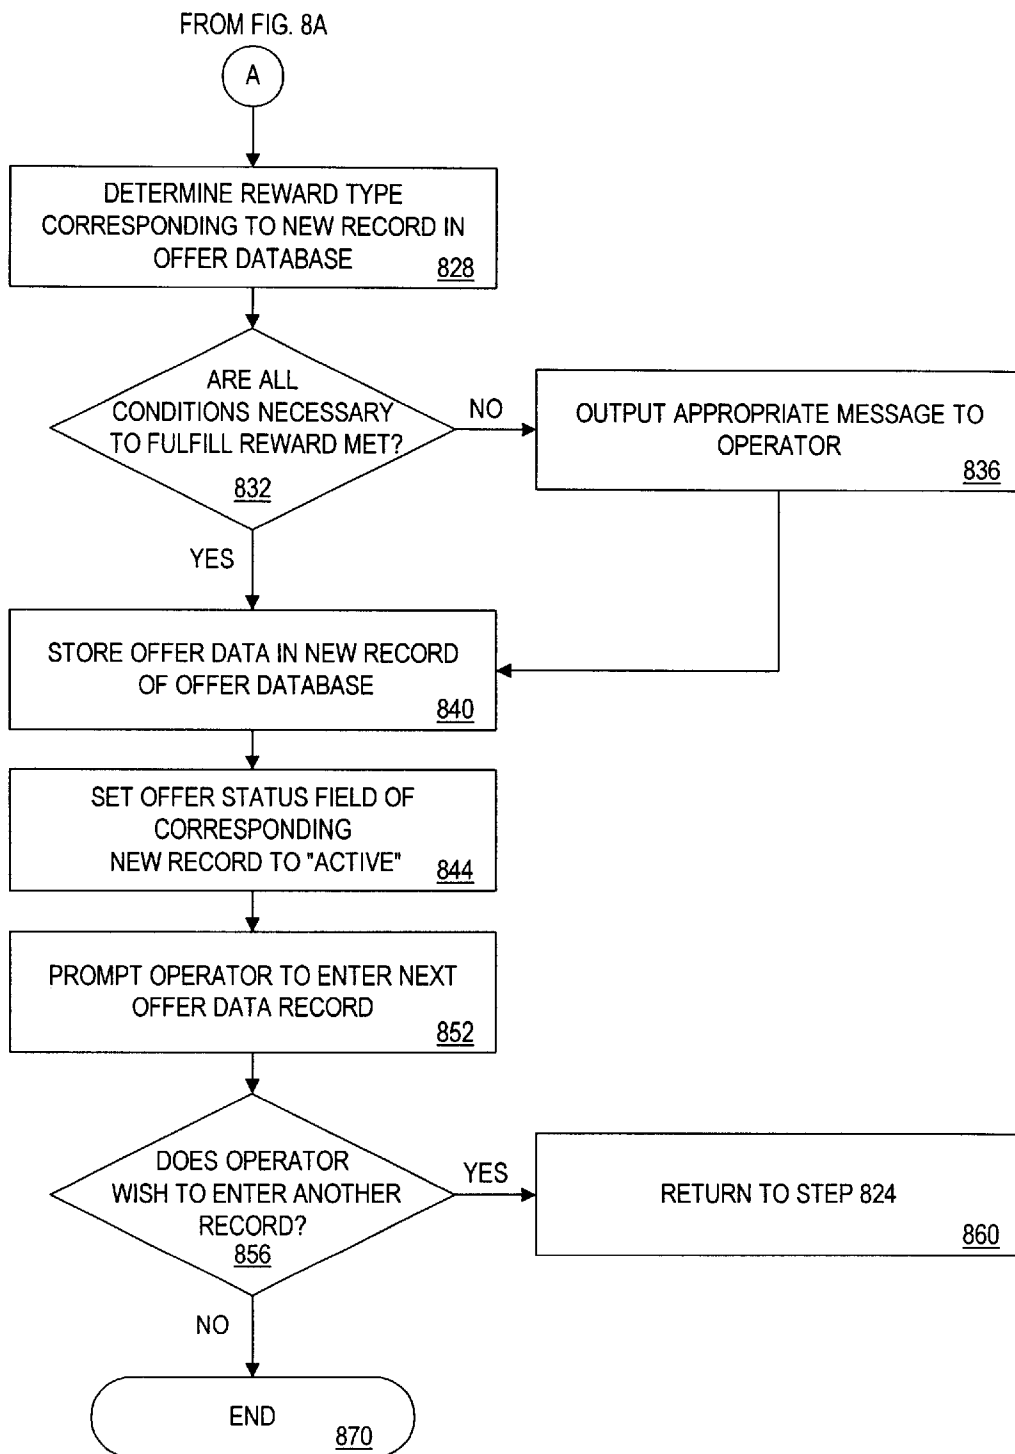 FROM FIG. 8A
A
DETERMINE REWARD TYPE
CORRESPONDING TO NEW RECORD IN
OFFER DATABASE
828
ARE ALL
CONDITIONS NECESSARY
TO FULFILL REWARD MET?
832
NO
OUTPUT APPROPRIATE MESSAGE TO
OPERATOR
836
YES
STORE OFFER DATA IN NEW RECORD
OF OFFER DATABASE
840
SET OFFER STATUS FIELD OF
CORRESPONDING
NEW RECORD TO "ACTIVE"
844
PROMPT OPERATOR TO ENTER NEXT
OFFER DATA RECORD
852
DOES OPERATOR
WISH TO ENTER ANOTHER
RECORD?
856
YES
RETURN TO STEP 824
860
NO
END
870